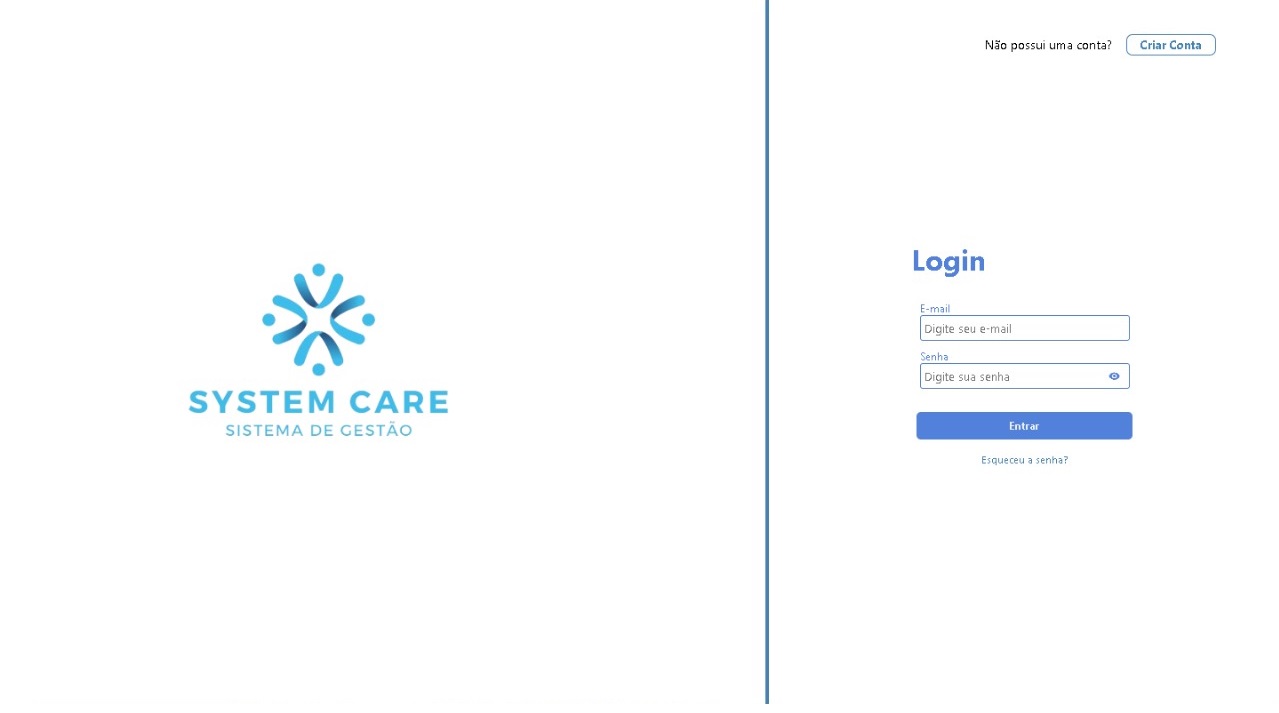 Não possui uma conta? Criar Conta
SYSTEM CARE
SISTEMA DE GESTÃO
Login
E-mail
Digite seu e-mail
Senha
Digite sua senha
Entrar
Esqueceu a senha?